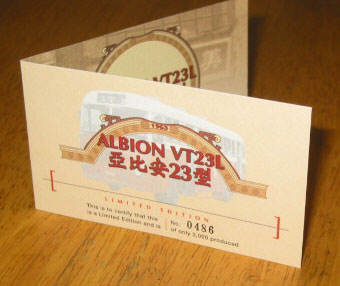 VT23L
1963
ALBION VT23L
亞比安23型
LIMITED EDITION
This is to certify that this
is a Limited Edition and is
No. 0486
of only 3,000 produced